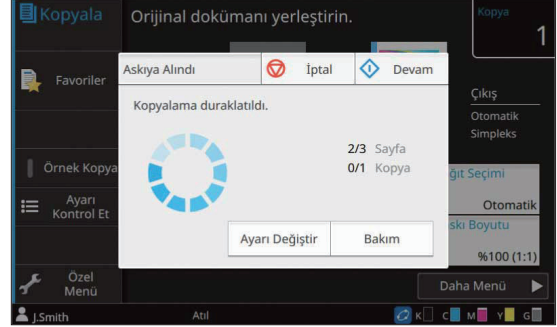 Kopyala
Orijinal dokümanı yerleştirin.
Kopya
1
Favoriler
Örnek Kopya
Ayarı
Kontrol Et
Özel
Menü
Askıya Alındı
İptal
Devam
Kopyalama duraklatıldı.
2/3 Sayfa
0/1 Kopya
Ayarı Değiştir
Bakım
Çıkış
Otomatik
Simpleks
ğıt Seçimi
Otomatik
skı Boyutu
%100 (1:1)
Daha Menü
J.Smith
Atıl
K C M Y G